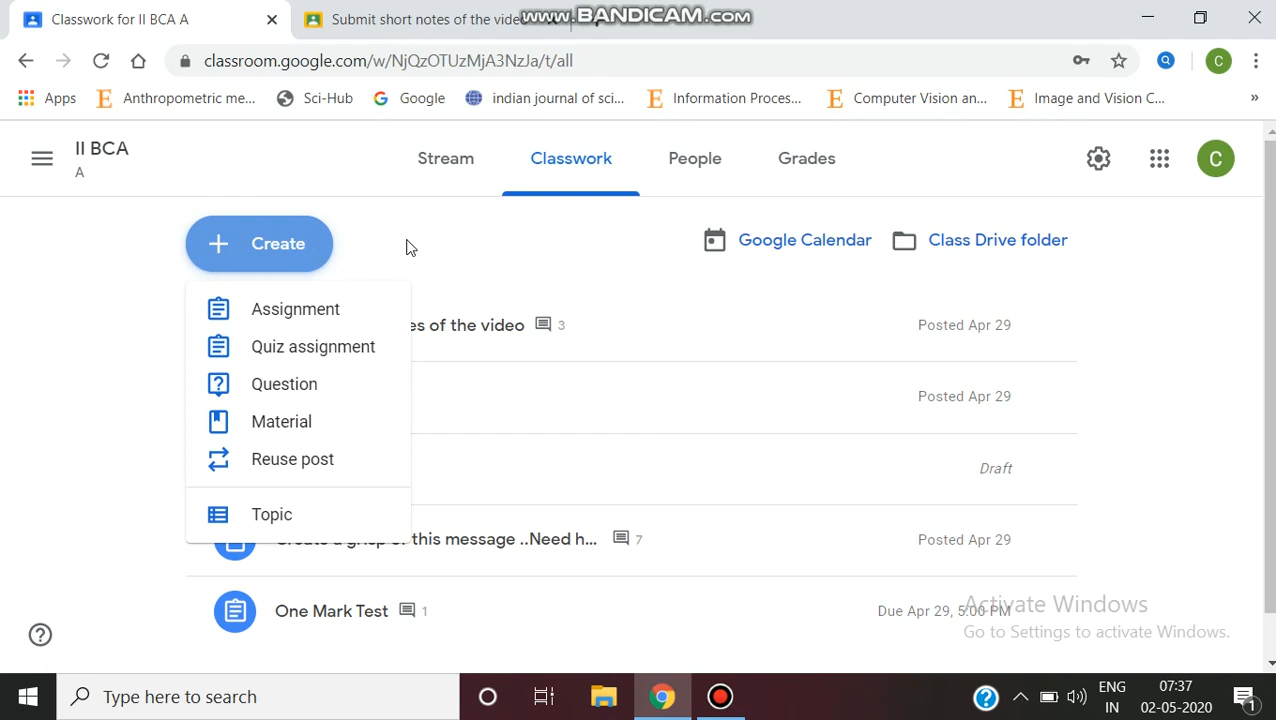 Classwork for II BCA A
Submit short notes of the vide
www.BANDICAM.com
classroom.google.com/w/NjQzOTUzMjA3NzJa/t/all
C
Apps
Anthropometric me...
Sci-Hub
Google
indian journal of sci...
Information Proces...
Computer Vision an...
Image and Vision C...
»
II BCA
A
Stream
Classwork
People
Grades
C
Create
Google Calendar
Class Drive folder
Assignment
Quiz assignment
Question
Material
Reuse post
Topic
es of the video
3
Posted Apr 29
Posted Apr 29
Draft
this message ..Need h...
7
Posted Apr 29
One Mark Test
1
Due Apr 29, 5:00 PM
Activate Windows
Go to Settings to activate Windows.
Type here to search
ENG
IN
07:37
02-05-2020
1